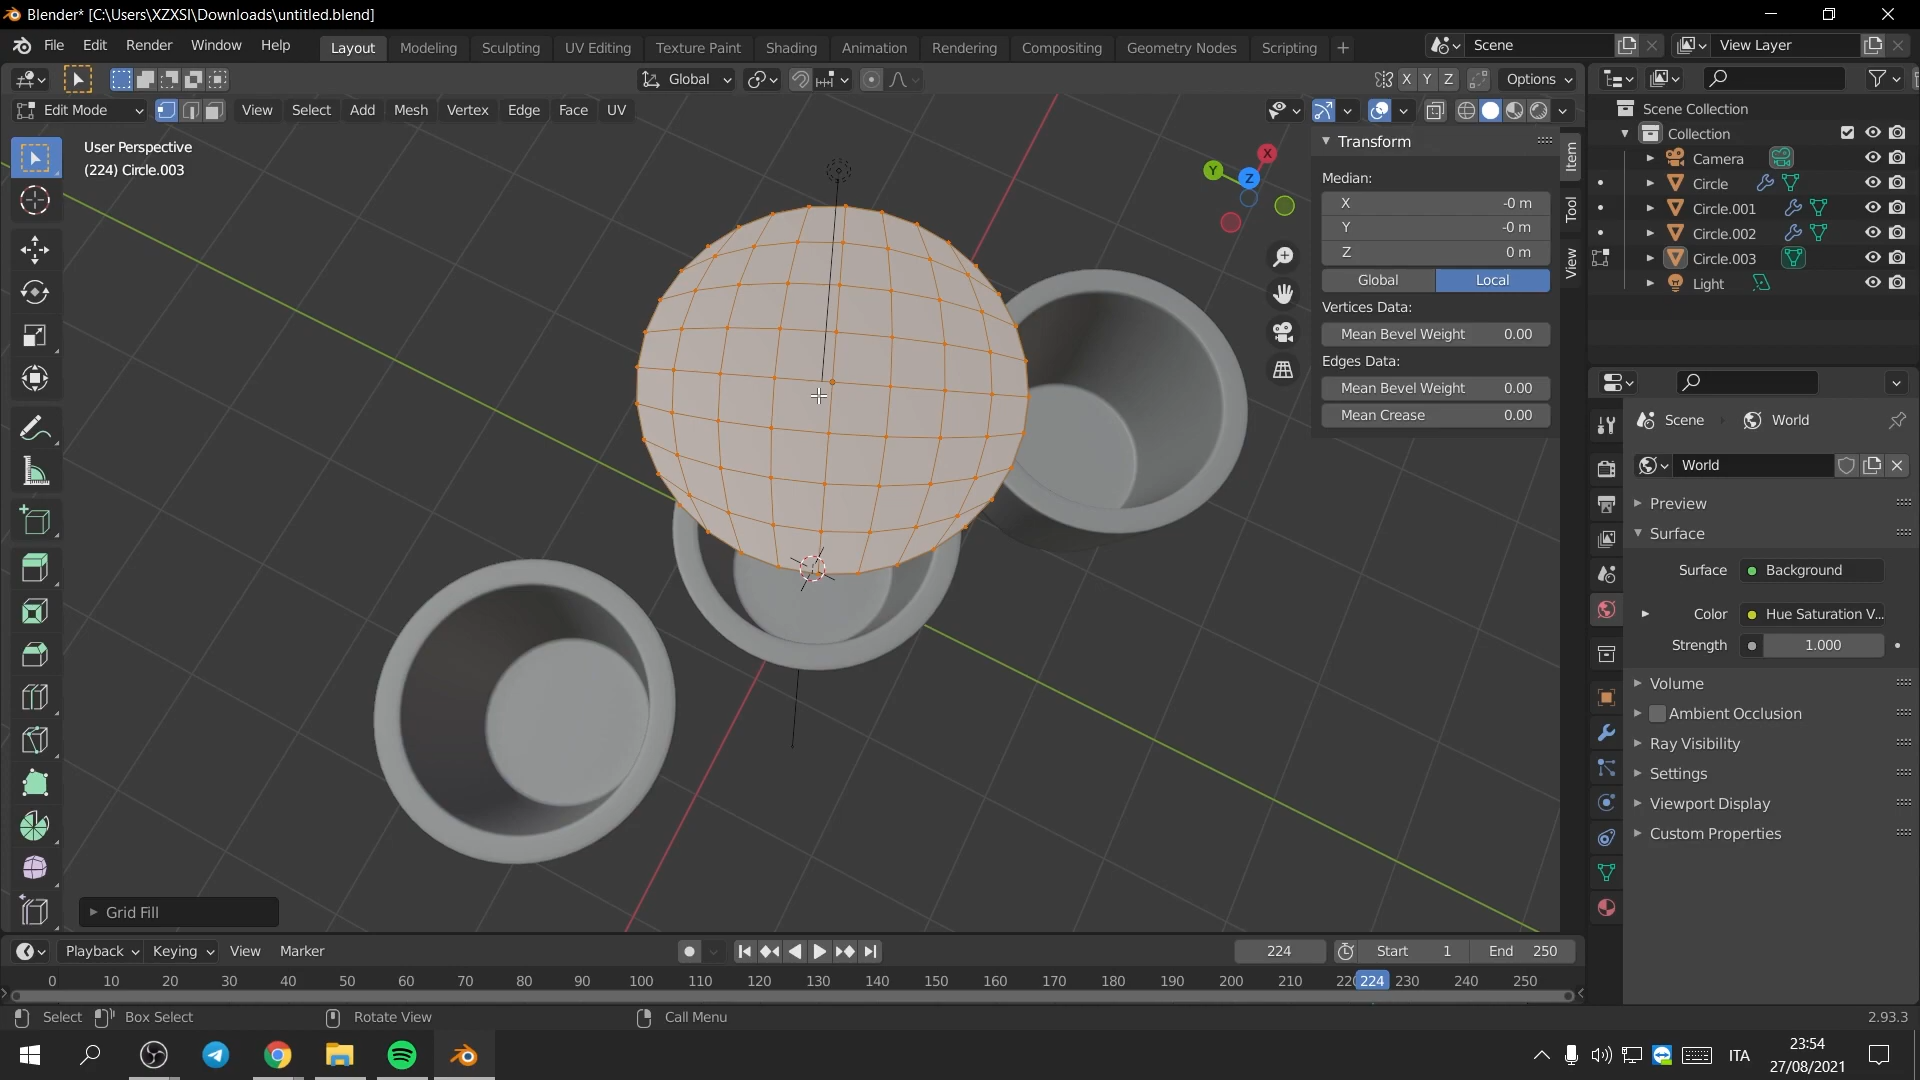 Blender* [C:\Users\XZXSI\Downloads\untitled.blend]
File Edit Render Window Help Layout Modeling Sculpting UV Editing Texture Paint Shading Animation Rendering Compositing Geometry Nodes Scripting + Scene View Layer
Global X Y Z Options
Edit Mode View Select Add Mesh Vertex Edge Face UV
User Perspective
(224) Circle.003
X Y Z
Transform
Median:
X -0 m
Y -0 m
Z 0 m
Global Local
Vertices Data:
Mean Bevel Weight 0.00
Edges Data:
Mean Bevel Weight 0.00
Mean Crease 0.00
Item
Tool
View
Scene Collection
Collection
Camera
Circle
Circle.001
Circle.002
Circle.003
Light
Scene World
World
Preview
Surface
Surface Background
Color Hue Saturation V...
Strength 1.000
Volume
Ambient Occlusion
Ray Visibility
Settings
Viewport Display
Custom Properties
Grid Fill
Playback Keying View Marker 224 Start 1 End 250
0 10 20 30 40 50 60 70 80 90 100 110 120 130 140 150 160 170 180 190 200 210 22 224 230 240 250
Select Box Select Rotate View Call Menu 2.93.3
ITA
23:54
27/08/2021